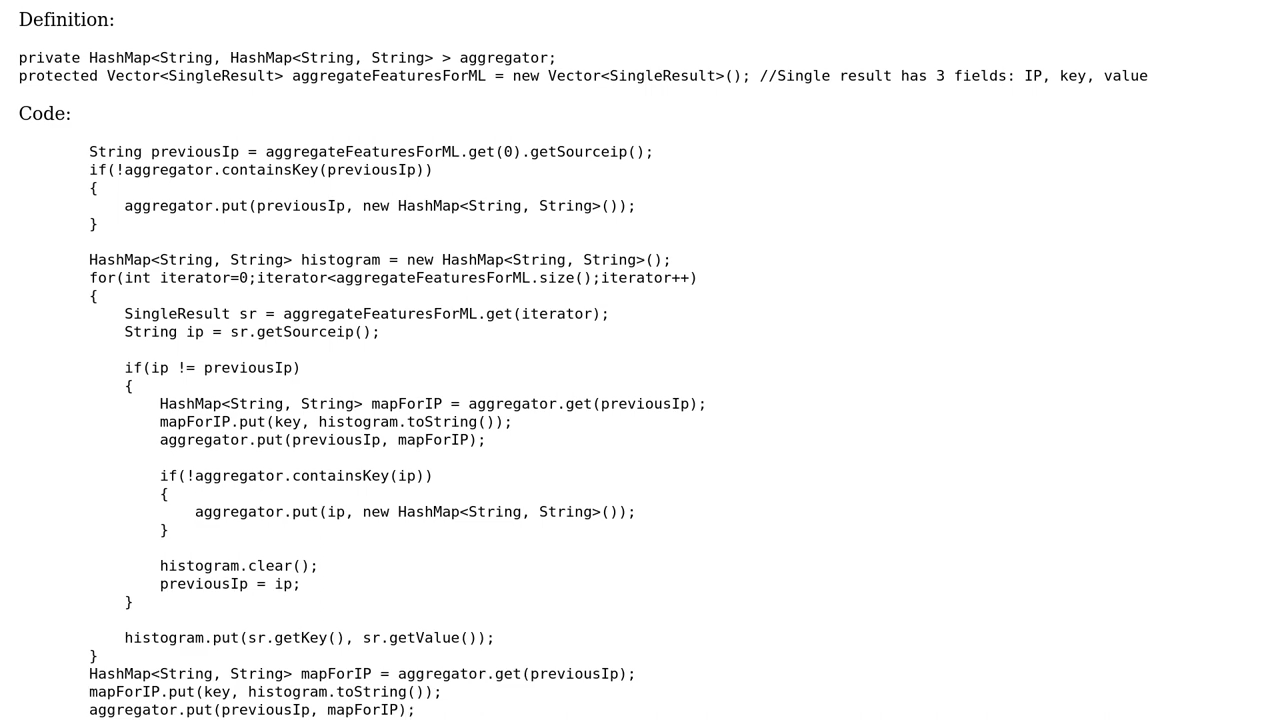 Definition:
private HashMap<String, HashMap<String, String> > aggregator;
protected Vector<SingleResult> aggregateFeaturesForML = new Vector<SingleResult>(); //Single result has 3 fields: IP, key, value
Code:
        String previousIp = aggregateFeaturesForML.get(0).getSourceip();
        if(!aggregator.containsKey(previousIp))
        {
            aggregator.put(previousIp, new HashMap<String, String>());
        }

        HashMap<String, String> histogram = new HashMap<String, String>();
        for(int iterator=0;iterator<aggregateFeaturesForML.size();iterator++)
        {
            SingleResult sr = aggregateFeaturesForML.get(iterator);
            String ip = sr.getSourceip();

            if(ip != previousIp)
            {
                HashMap<String, String> mapForIP = aggregator.get(previousIp);
                mapForIP.put(key, histogram.toString());
                aggregator.put(previousIp, mapForIP);

                if(!aggregator.containsKey(ip))
                {
                    aggregator.put(ip, new HashMap<String, String>());
                }

                histogram.clear();
                previousIp = ip;
            }

            histogram.put(sr.getKey(), sr.getValue());
        }
        HashMap<String, String> mapForIP = aggregator.get(previousIp);
        mapForIP.put(key, histogram.toString());
        aggregator.put(previousIp, mapForIP);